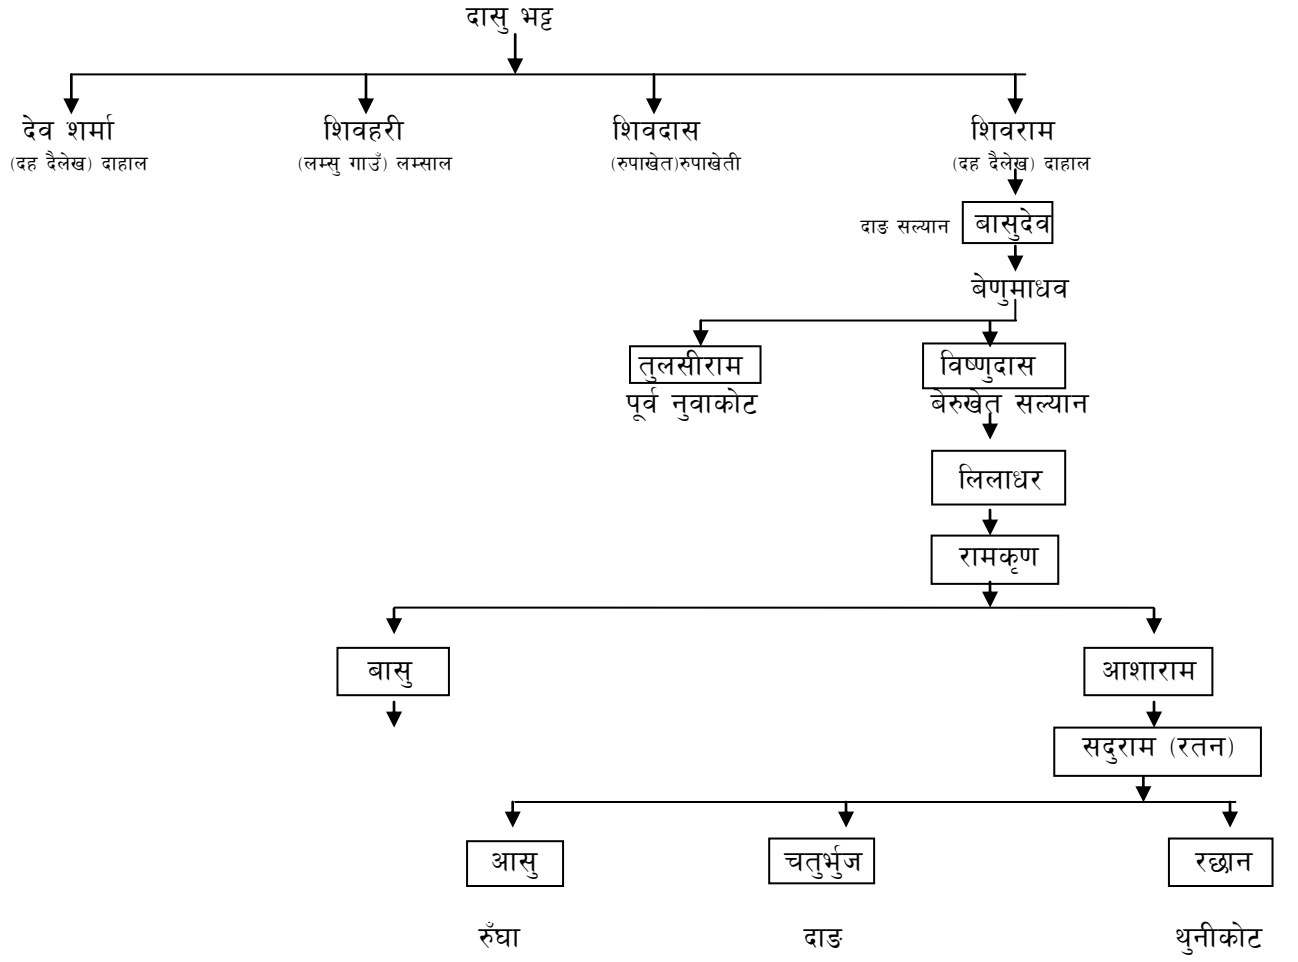 दासु भट्ट
देव शर्मा
शिवहरी
शिवदास
शिवराम
(दह दैलेख) दाहाल
(लम्सु गाउँ) लम्साल
(रुपाखेत)रुपाखेती
(दह दैलेख) दाहाल
दाङ सल्यान
बासुदेव
बेणुमाधव
तुलसीराम
विष्णुदास
पूर्व नुवाकोट
बेरुखेत सल्यान
लिलाधर
रामकृण
बासु
आशाराम
सदुराम (रतन)
आसु
चतुर्भुज
रछान
रुँघा
दाङ
थुनीकोट